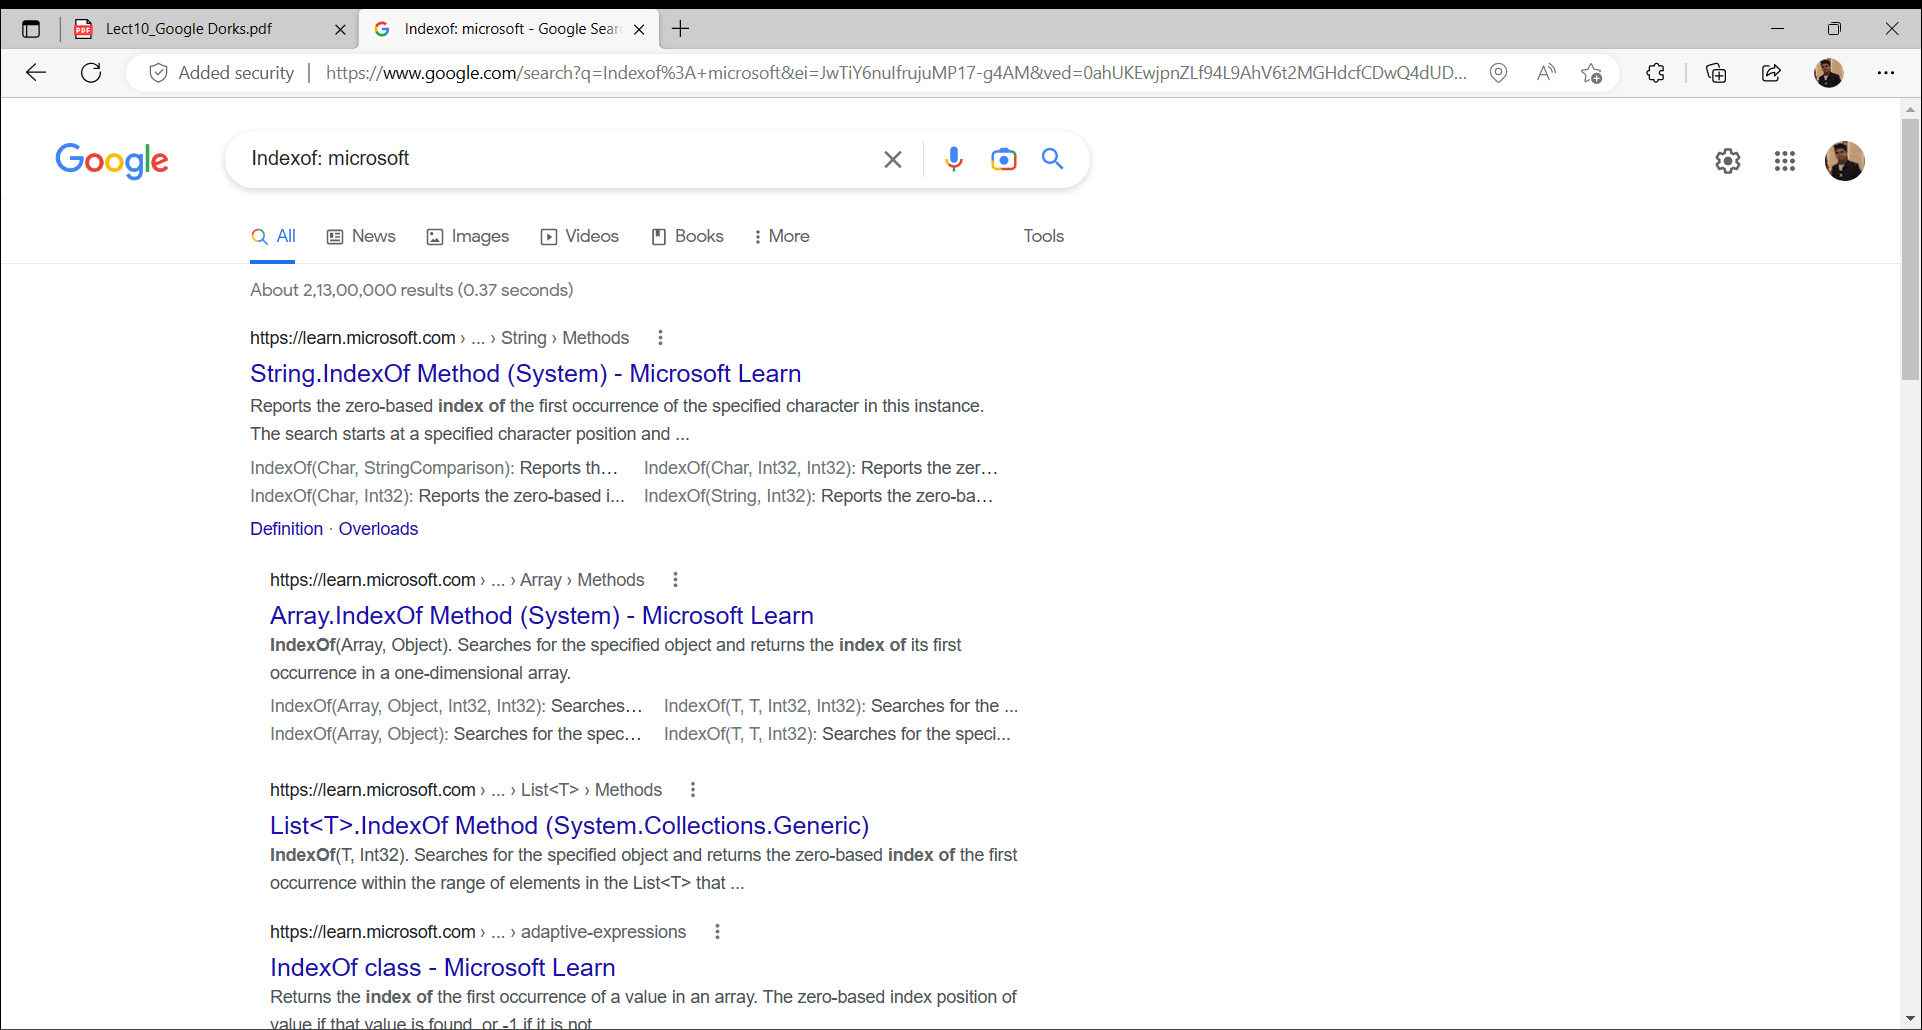 Lect10_Google Dorks.pdf
Indexof: microsoft - Google Sear
Added security
https://www.google.com/search?q=Indexof%3A+microsoft&ei=JwTiY6nuIfrujuMP17-g4AM&ved=0ahUKEwjpnZLf94L9AhV6t2MGHdcfCDwQ4dUD...
Google
Indexof: microsoft
All
News
Images
Videos
Books
More
Tools
About 2,13,00,000 results (0.37 seconds)
https://learn.microsoft.com › ... › String › Methods
String.IndexOf Method (System) - Microsoft Learn
Reports the zero-based index of the first occurrence of the specified character in this instance.
The search starts at a specified character position and ...
IndexOf(Char, StringComparison): Reports th… IndexOf(Char, Int32, Int32): Reports the zer…
IndexOf(Char, Int32): Reports the zero-based i... IndexOf(String, Int32): Reports the zero-ba…
Definition · Overloads
https://learn.microsoft.com › ... › Array › Methods
Array.IndexOf Method (System) - Microsoft Learn
IndexOf(Array, Object). Searches for the specified object and returns the index of its first
occurrence in a one-dimensional array.
IndexOf(Array, Object, Int32, Int32): Searches… IndexOf(T, T, Int32, Int32): Searches for the ...
IndexOf(Array, Object): Searches for the spec… IndexOf(T, T, Int32): Searches for the speci...
https://learn.microsoft.com › ... › List<T> › Methods
List<T>.IndexOf Method (System.Collections.Generic)
IndexOf(T, Int32). Searches for the specified object and returns the zero-based index of the first
occurrence within the range of elements in the List<T> that ...
https://learn.microsoft.com › ... › adaptive-expressions
IndexOf class - Microsoft Learn
Returns the index of the first occurrence of a value in an array. The zero-based index position of
value if that value is found, or -1 if it is not